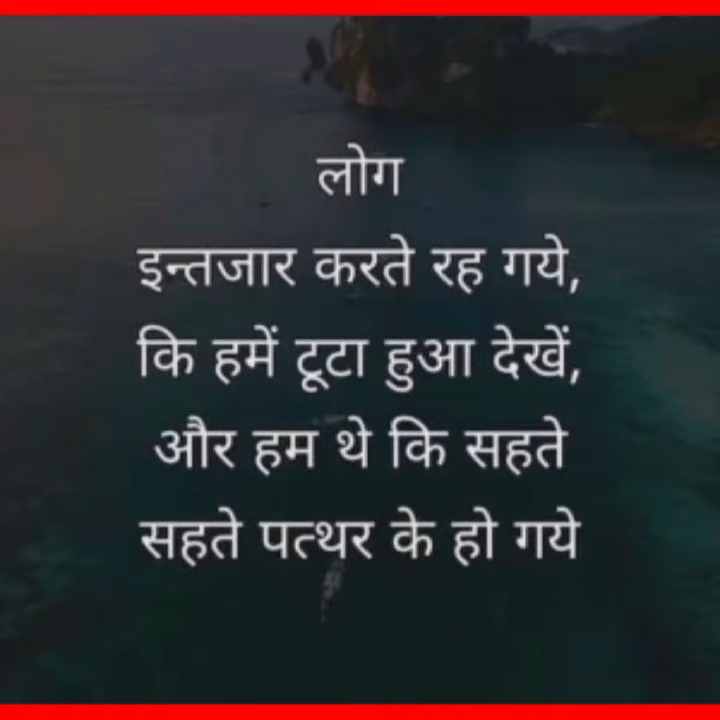 लोग
इन्तजार करते रह गये,
कि हमें टूटा हुआ देखें,
और हम थे कि सहते
सहते पत्थर के हो गये